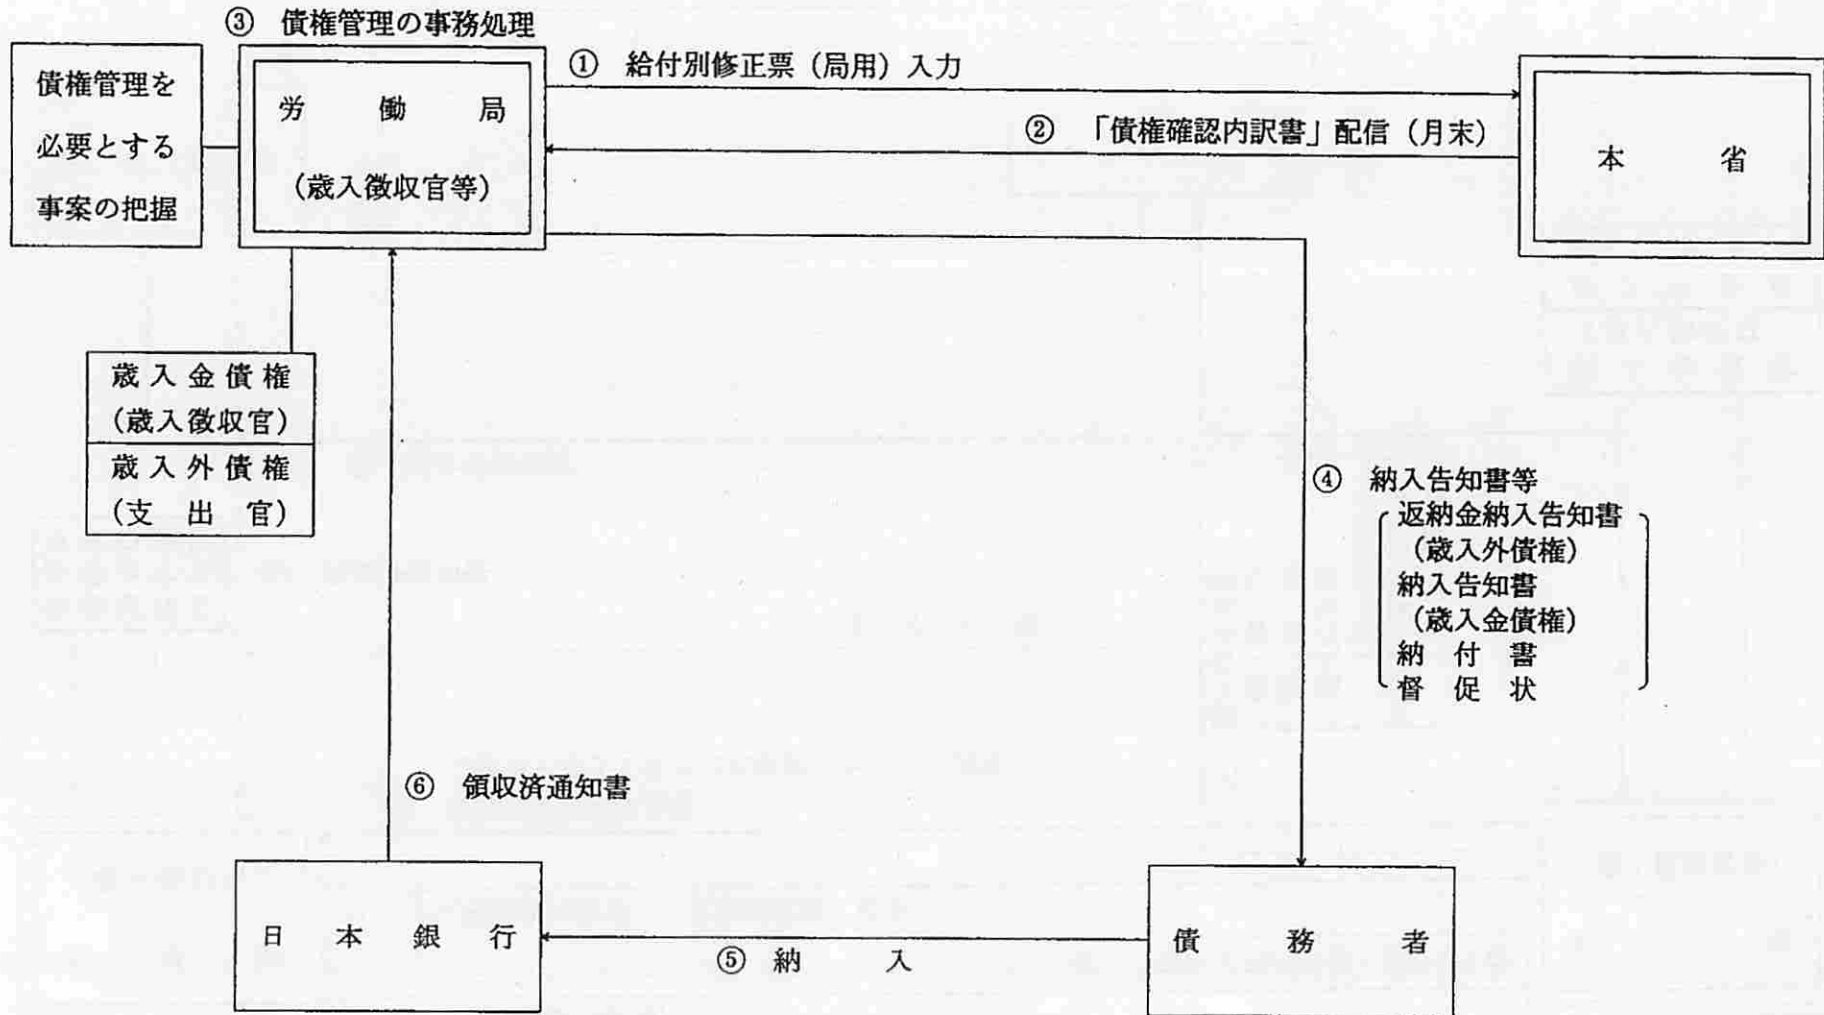 ③ 債権管理の事務処理
債権管理を
必要とする
事案の把握
労働局
(歳入徴収官等)
① 給付別修正票（局用）入力
② 「債権確認内訳書」配信（月末）
本省
歳入金債権
(歳入徴収官)
歳入外債権
(支出官)
④ 納入告知書等
返納金納入告知書
(歳入外債権)
納入告知書
(歳入金債権)
納付書
督促状
⑥ 領収済通知書
日本銀行
⑤ 納入
債務者